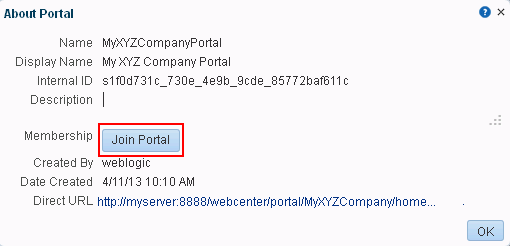 About Portal
Name MyXYZCompanyPortal
Display Name My XYZ Company Portal
Internal ID s1f0d731c_730e_4e9b_9cde_85772baf611c
Description
Membership Join Portal
Created By weblogic
Date Created 4/11/13 10:10 AM
Direct URL http://myserver:8888/webcenter/portal/MyXYZCompany/home... .
OK